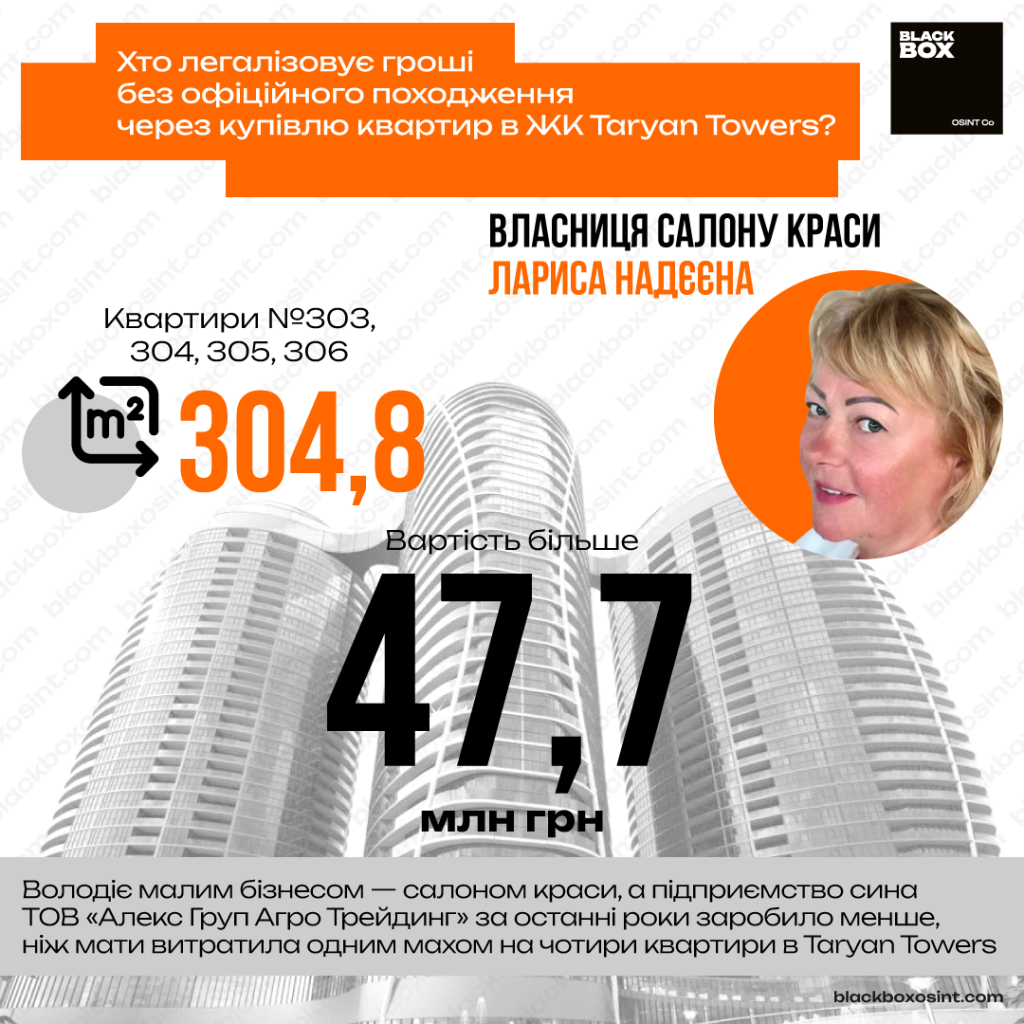 Хто легалізовує гроші
без офіційного походження
через купівлю квартир в ЖК Taryan Towers?
BLACK
BOX
OSINT Co
ВЛАСНИЦЯ САЛОНУ КРАСИ
ЛАРИСА НАДЄЄНА
Квартири №303,
304, 305, 306
m²
304,8
Вартість більше
47,7
млн грн
Володіє малим бізнесом — салоном краси, а підприємство сина
ТОВ «Алекс Груп Агро Трейдинг» за останні роки заробило менше,
ніж мати витратила одним махом на чотири квартири в Taryan Towers
blackboxosint.com